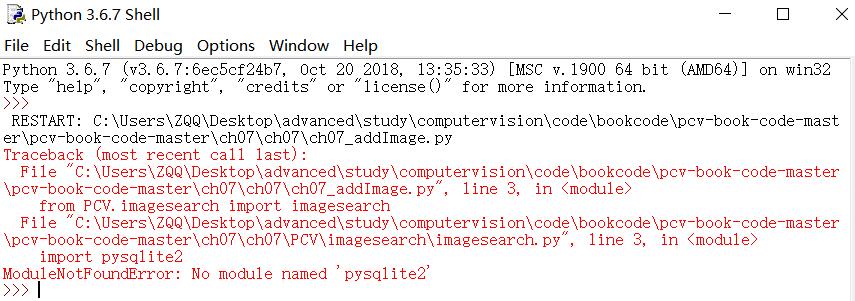 Python 3.6.7 Shell
File Edit Shell Debug Options Window Help
Python 3.6.7 (v3.6.7:6ec5cf24b7, Oct 20 2018, 13:35:33) [MSC v.1900 64 bit (AMD64)] on win32
Type "help", "copyright", "credits" or "license()" for more information.
>>>
RESTART: C:\Users\ZQQ\Desktop\advanced\study\computervision\code\bookcode\pcv-book-code-mast
er\pcv-book-code-master\ch07\ch07\ch07_addImage.py
Traceback (most recent call last):
File "C:\Users\ZQQ\Desktop\advanced\study\computervision\code\bookcode\pcv-book-code-master
\pcv-book-code-master\ch07\ch07\ch07_addImage.py", line 3, in <module>
from PCV.imagesearch import imagesearch
File "C:\Users\ZQQ\Desktop\advanced\study\computervision\code\bookcode\pcv-book-code-master
\pcv-book-code-master\ch07\ch07\PCV\imagesearch\imagesearch.py", line 3, in <module>
import pysqlite2
ModuleNotFoundError: No module named 'pysqlite2'
>>>